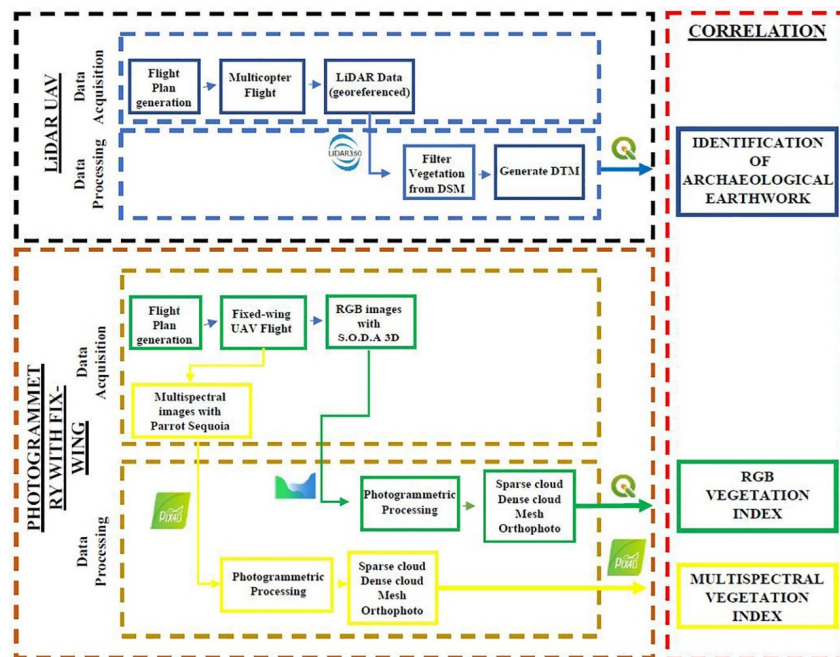 CORRELATION
LiDAR UAV
Data
Acquisition
Flight
Plan
generation
Multicopter
Flight
LiDAR Data
(georeferenced)
Data
Processing
LiDAR360
Filter
Vegetation
from DSM
Generate DTM
IDENTIFICATION
OF
ARCHAEOLOGICAL
EARTHWORK
PHOTOGRAMMET
RY WITH FIX-
WING
Data
Acquisition
Flight
Plan
generation
Fixed-wing
UAV Flight
RGB images
with
S.O.D.A 3D
Multispectral
images with
Parrot Sequoia
Data
Processing
PIX4D
Photogrammetric
Processing
Sparse cloud
Dense cloud
Mesh
Orthophoto
RGB
VEGETATION
INDEX
Photogrammetric
Processing
Sparse cloud
Dense cloud
Mesh
Orthophoto
PIX4D
MULTISPECTRAL
VEGETATION
INDEX